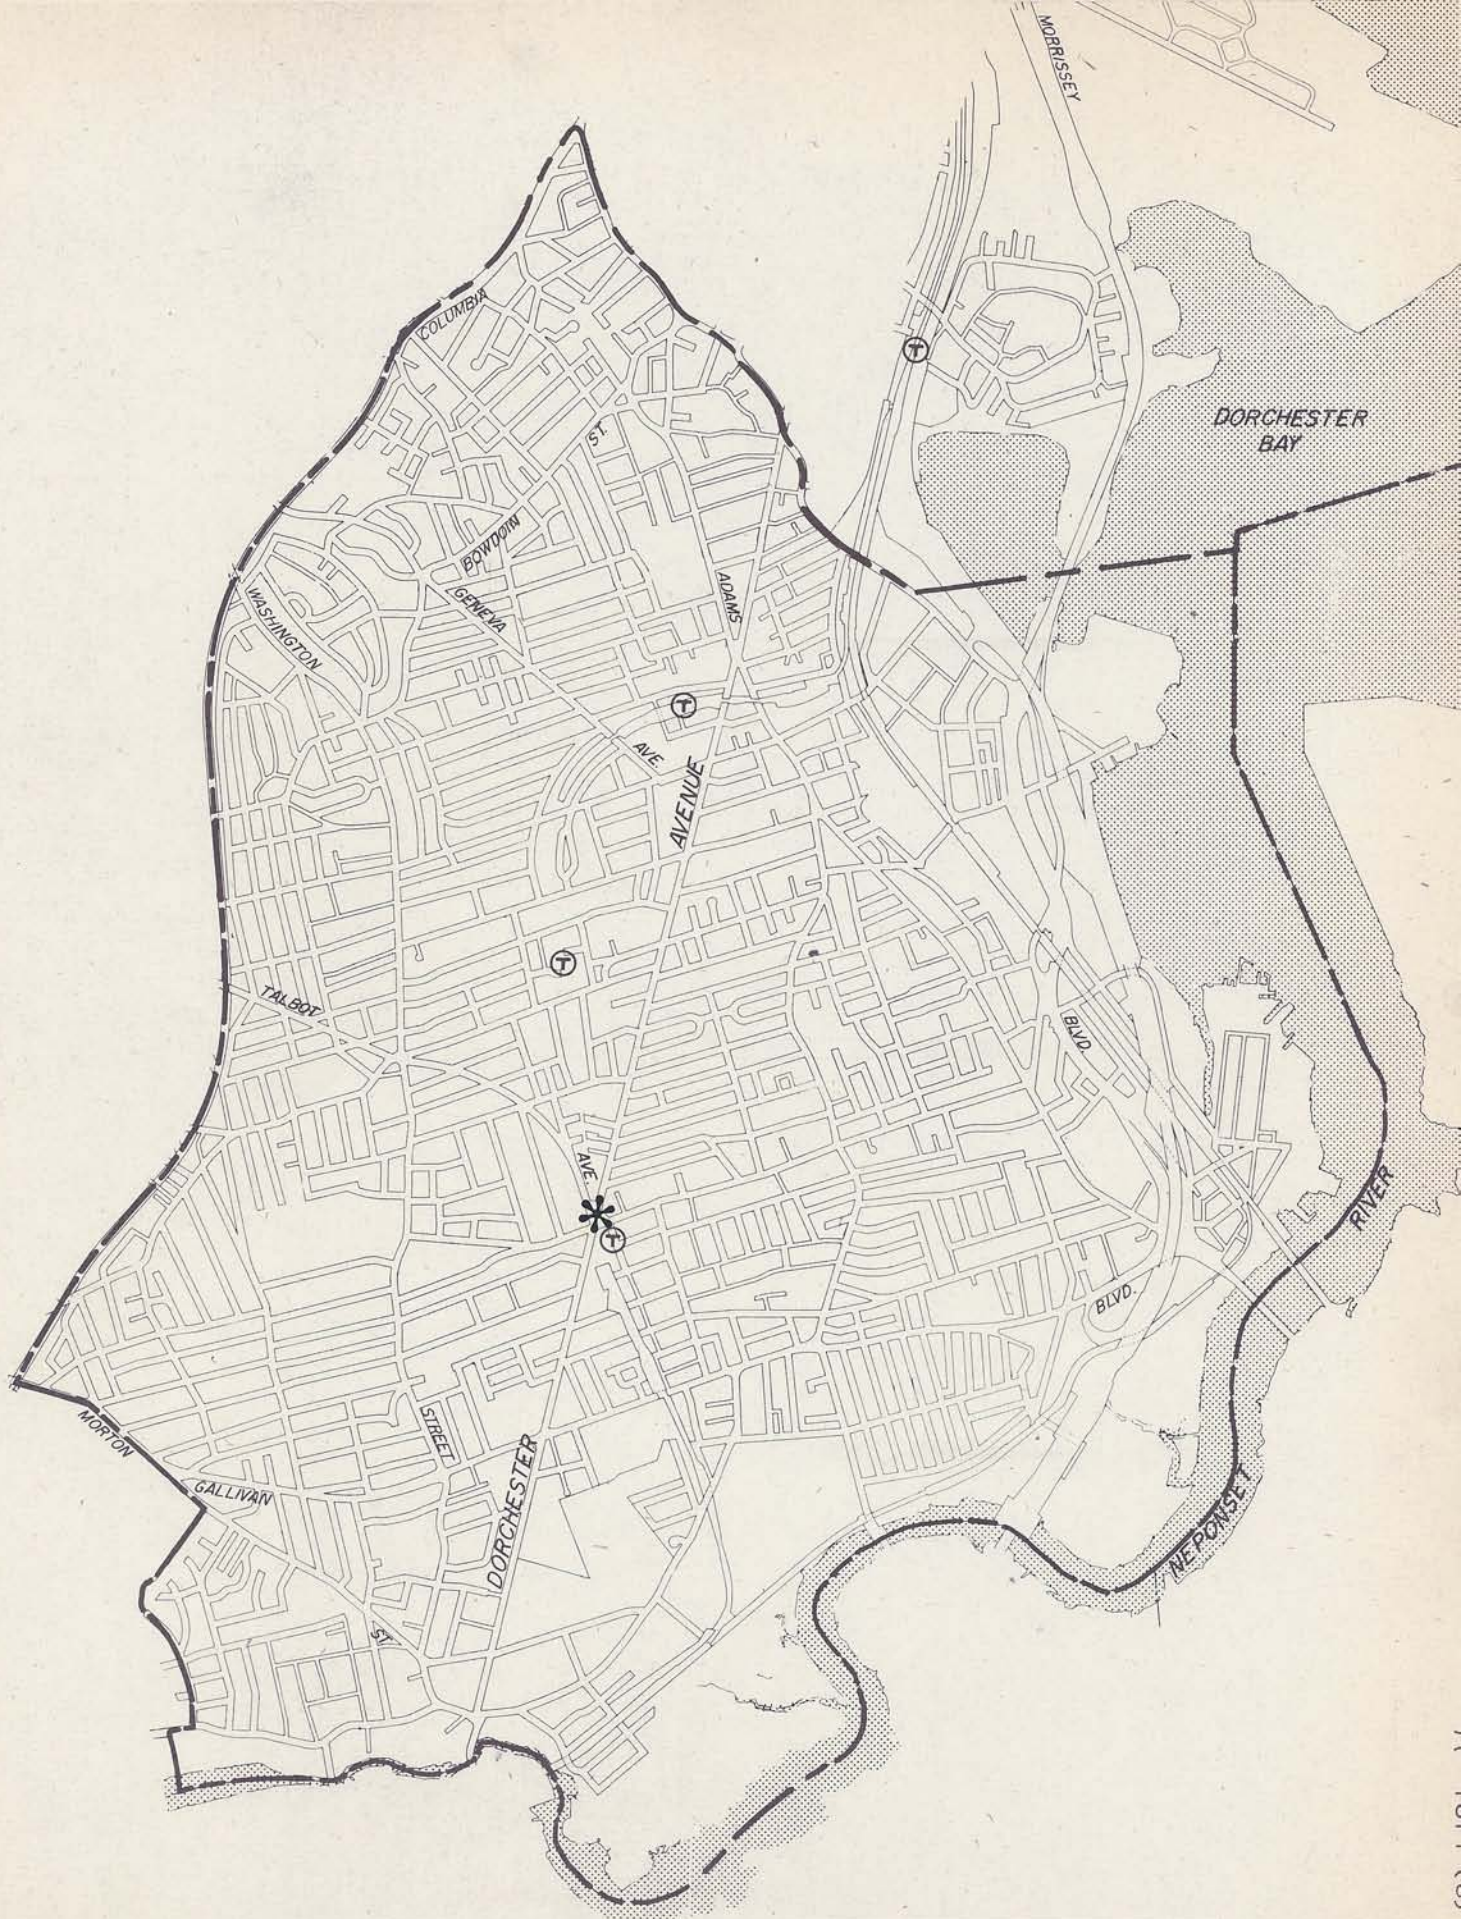 MORRISSEY
COLUMBIA
T
DORCHESTER
BAY
ST.
BOWDOIN
GENEVA
ADAMS
WASHINGTON
T
AVE.
AVENUE
T
TALBOT
BLVD.
AVE.
T
RIVER
BLVD.
MORTON
STREET
GALLIVAN
DORCHESTER
NEPONSET
ST.